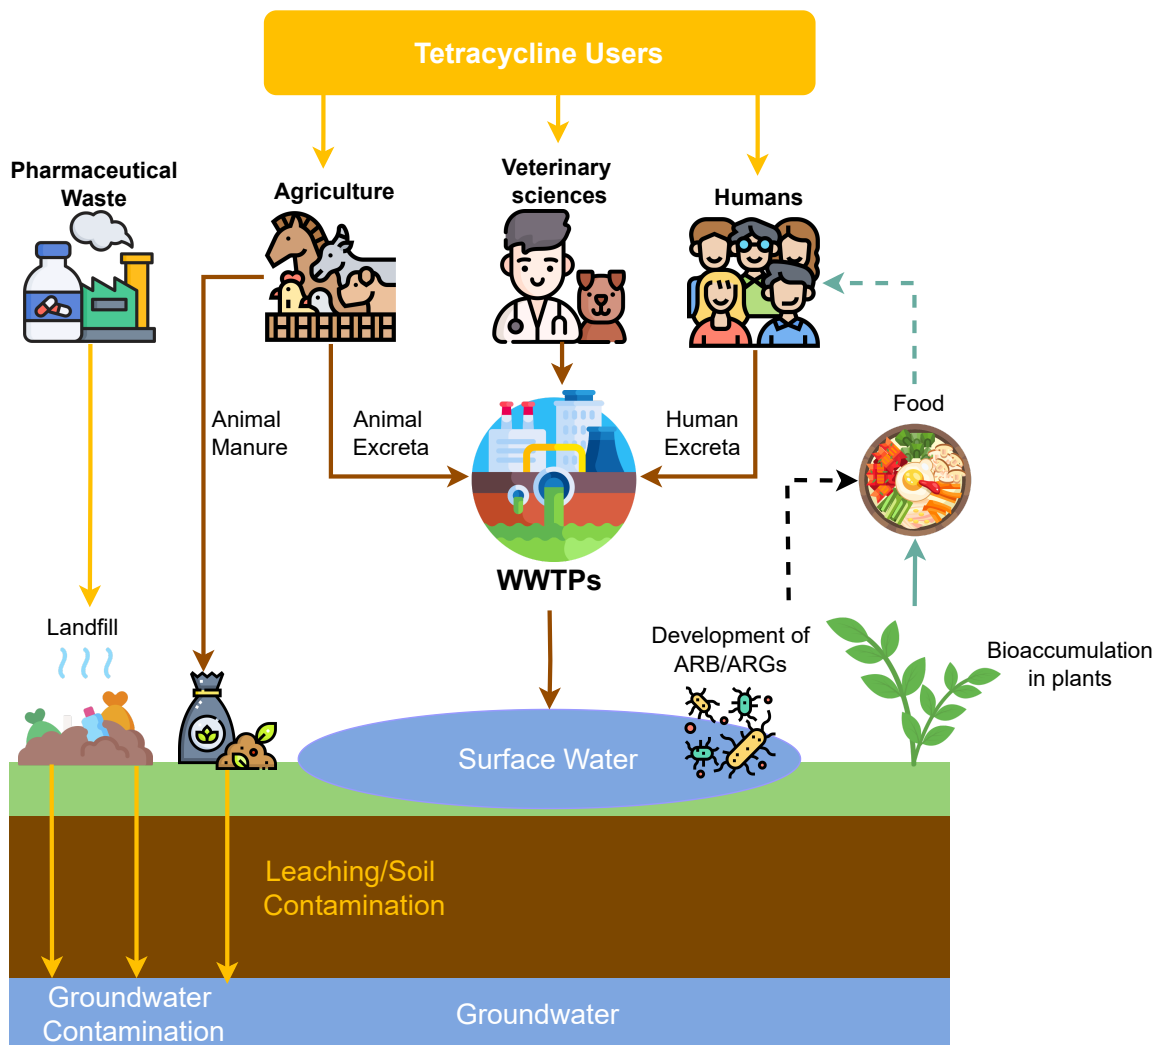 Tetracycline Users
Pharmaceutical
Waste
Agriculture
Veterinary
sciences
Humans
Animal
Manure
Animal
Excreta
Human
Excreta
Food
WWTPs
Landfill
Development of
ARB/ARGs
Bioaccumulation
in plants
Surface Water
Leaching/Soil
Contamination
Groundwater
Contamination
Groundwater